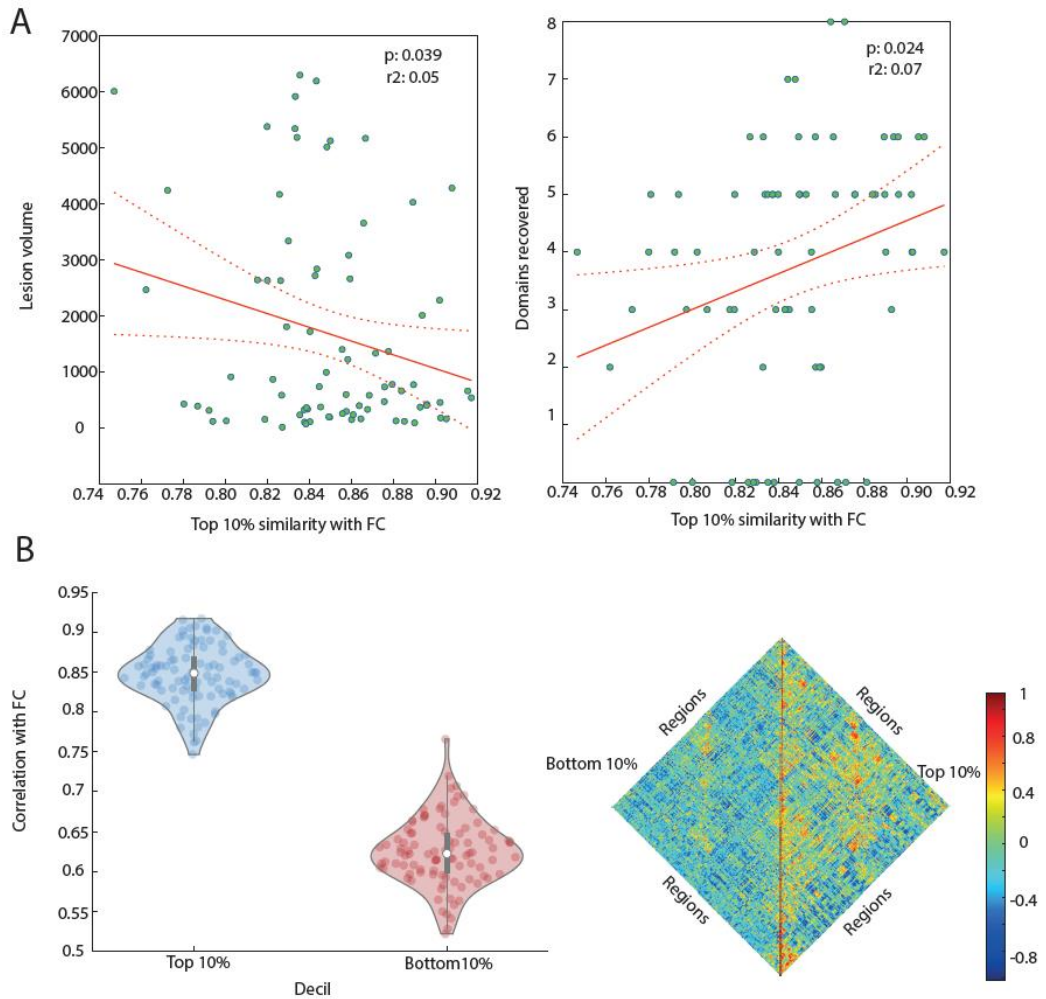 A
p: 0.039
r2: 0.05
7000
6000
5000
4000
3000
2000
1000
0
Lesion volume
0.74 0.76 0.78 0.80 0.82 0.84 0.86 0.88 0.90 0.92
Top 10% similarity with FC
p: 0.024
r2: 0.07
8
7
6
5
4
3
2
1
Domains recovered
0.74 0.76 0.78 0.80 0.82 0.84 0.86 0.88 0.90 0.92
Top 10% similarity with FC
B
0.95
0.9
0.85
0.8
0.75
0.7
0.65
0.6
0.55
0.5
Correlation with FC
Top 10% Bottom10%
Decil
Regions
Regions
Bottom 10%
Top 10%
Regions
Regions
1
0.8
0.4
0
-0.4
-0.8